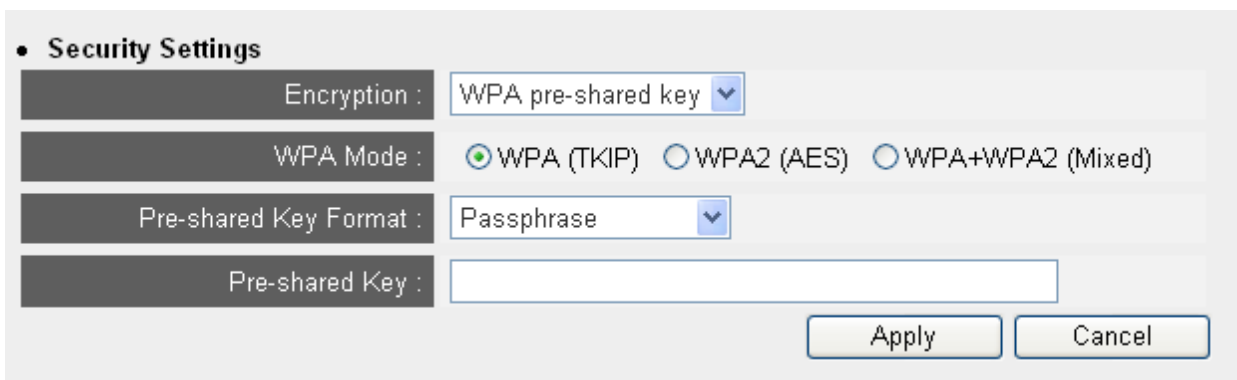 Security Settings
Encryption : WPA pre-shared key
WPA Mode : WPA (TKIP) WPA2 (AES) WPA+WPA2 (Mixed)
Pre-shared Key Format : Passphrase
Pre-shared Key :
Apply Cancel